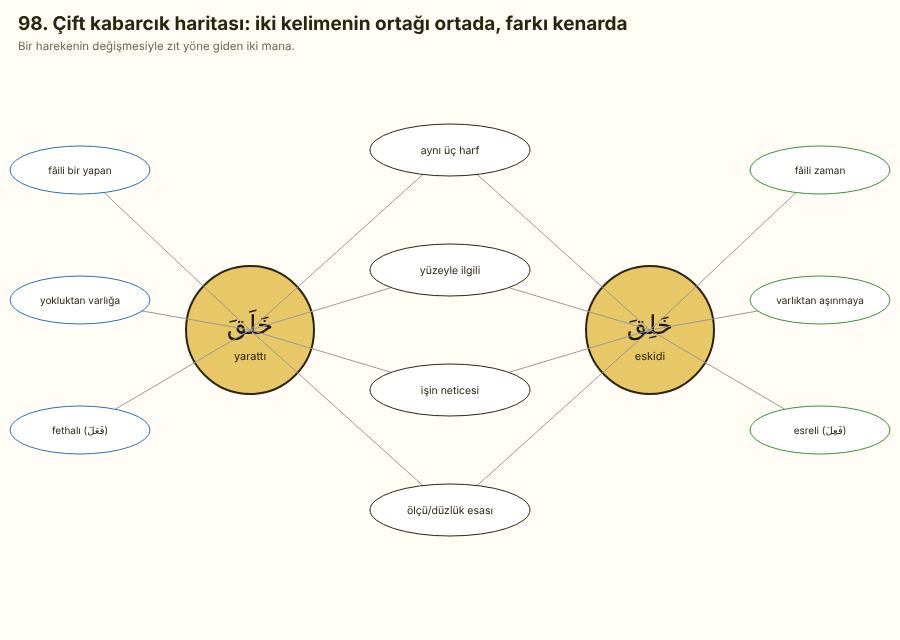 98. Çift kabarcık haritası: iki kelimenin ortağı ortada, farkı kenarda
Bir harekenin değişmesiyle zıt yöne giden iki mana.
aynı üç harf
fâili bir yapan
fâili zaman
yüzeyle ilgili
yokluktan varlığa
varlıktan aşınmaya
خَلَقَ
yarattı
خَلِقَ
eskidi
işin neticesi
fethalı (فَعَلَ)
esreli (فَعِلَ)
ölçü/düzlük esası